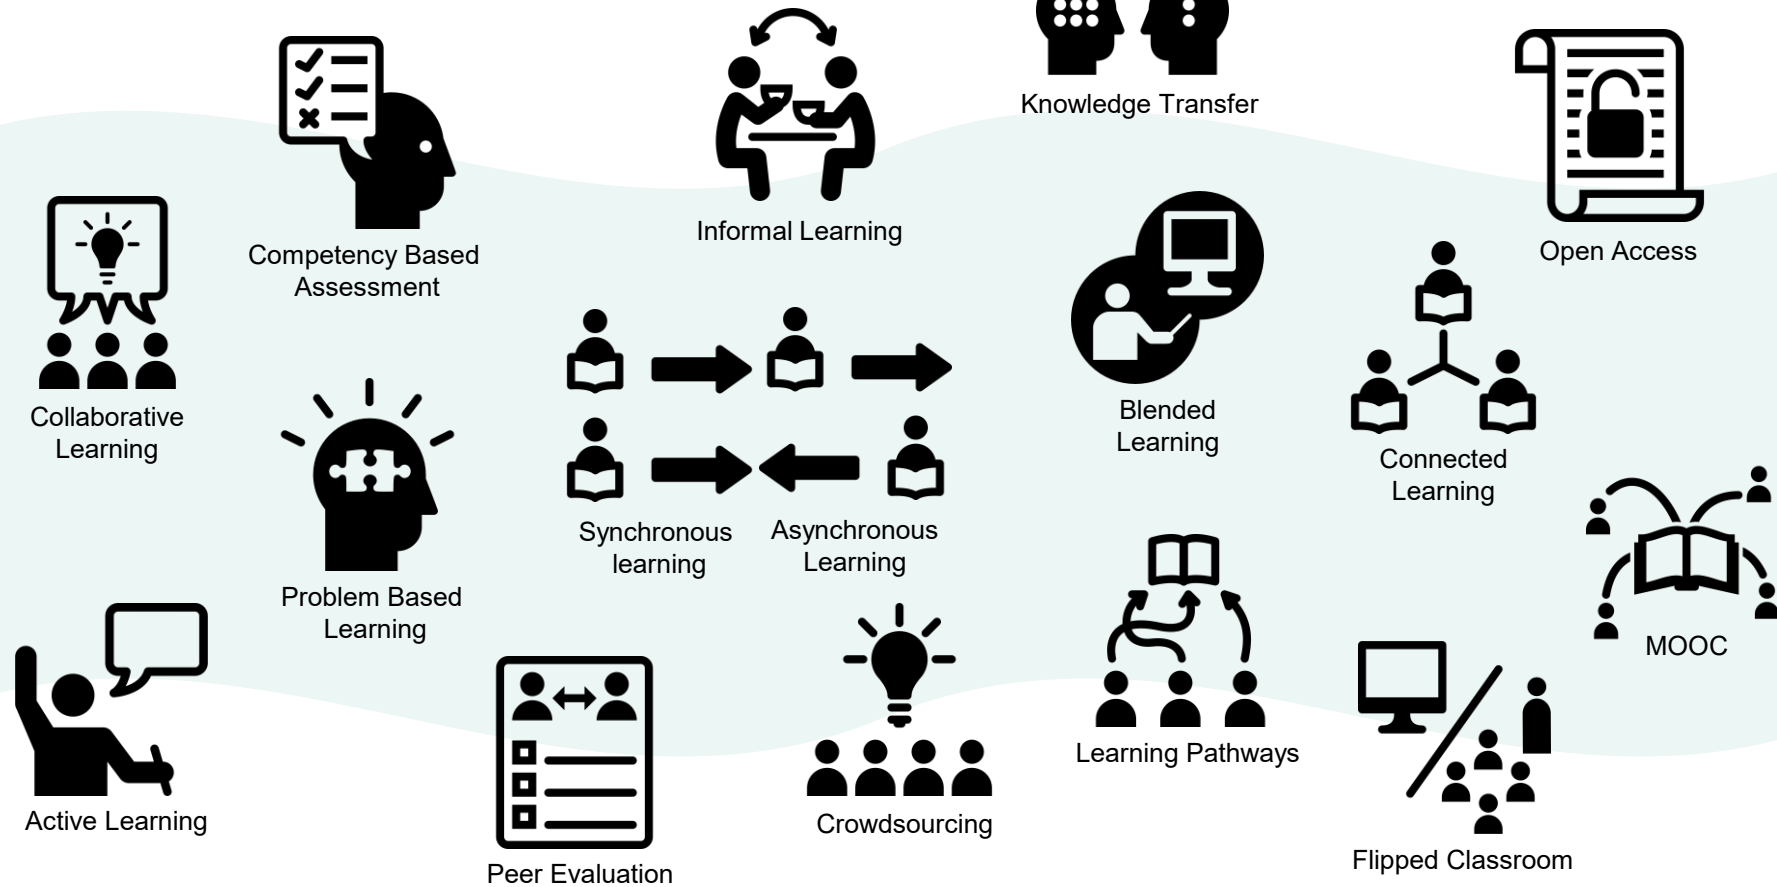 Knowledge Transfer
Informal Learning
Open Access
Competency Based
Assessment
Collaborative
Learning
Blended
Learning
Connected
Learning
Synchronous
learning
Asynchronous
Learning
Problem Based
Learning
MOOC
Learning Pathways
Active Learning
Crowdsourcing
Flipped Classroom
Peer Evaluation